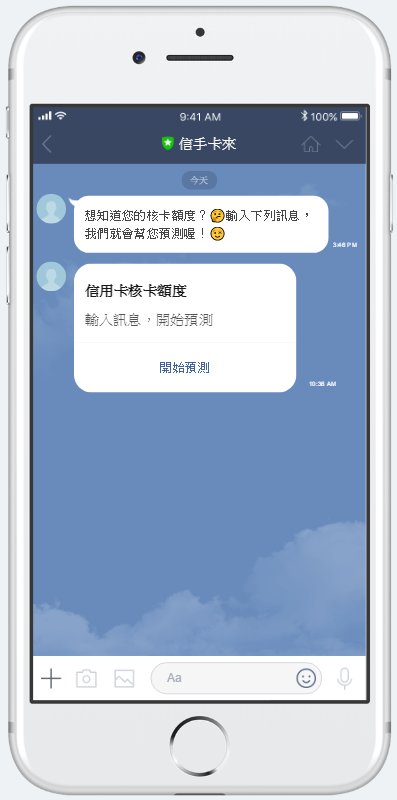 9:41 AM
100%
信手卡來
今天
想知道您的核卡額度？🤔輸入下列訊息，
我們就會幫您預測喔！😉
3:46 PM
信用卡核卡額度
輸入訊息，開始預測
開始預測
10:36 AM
Aa